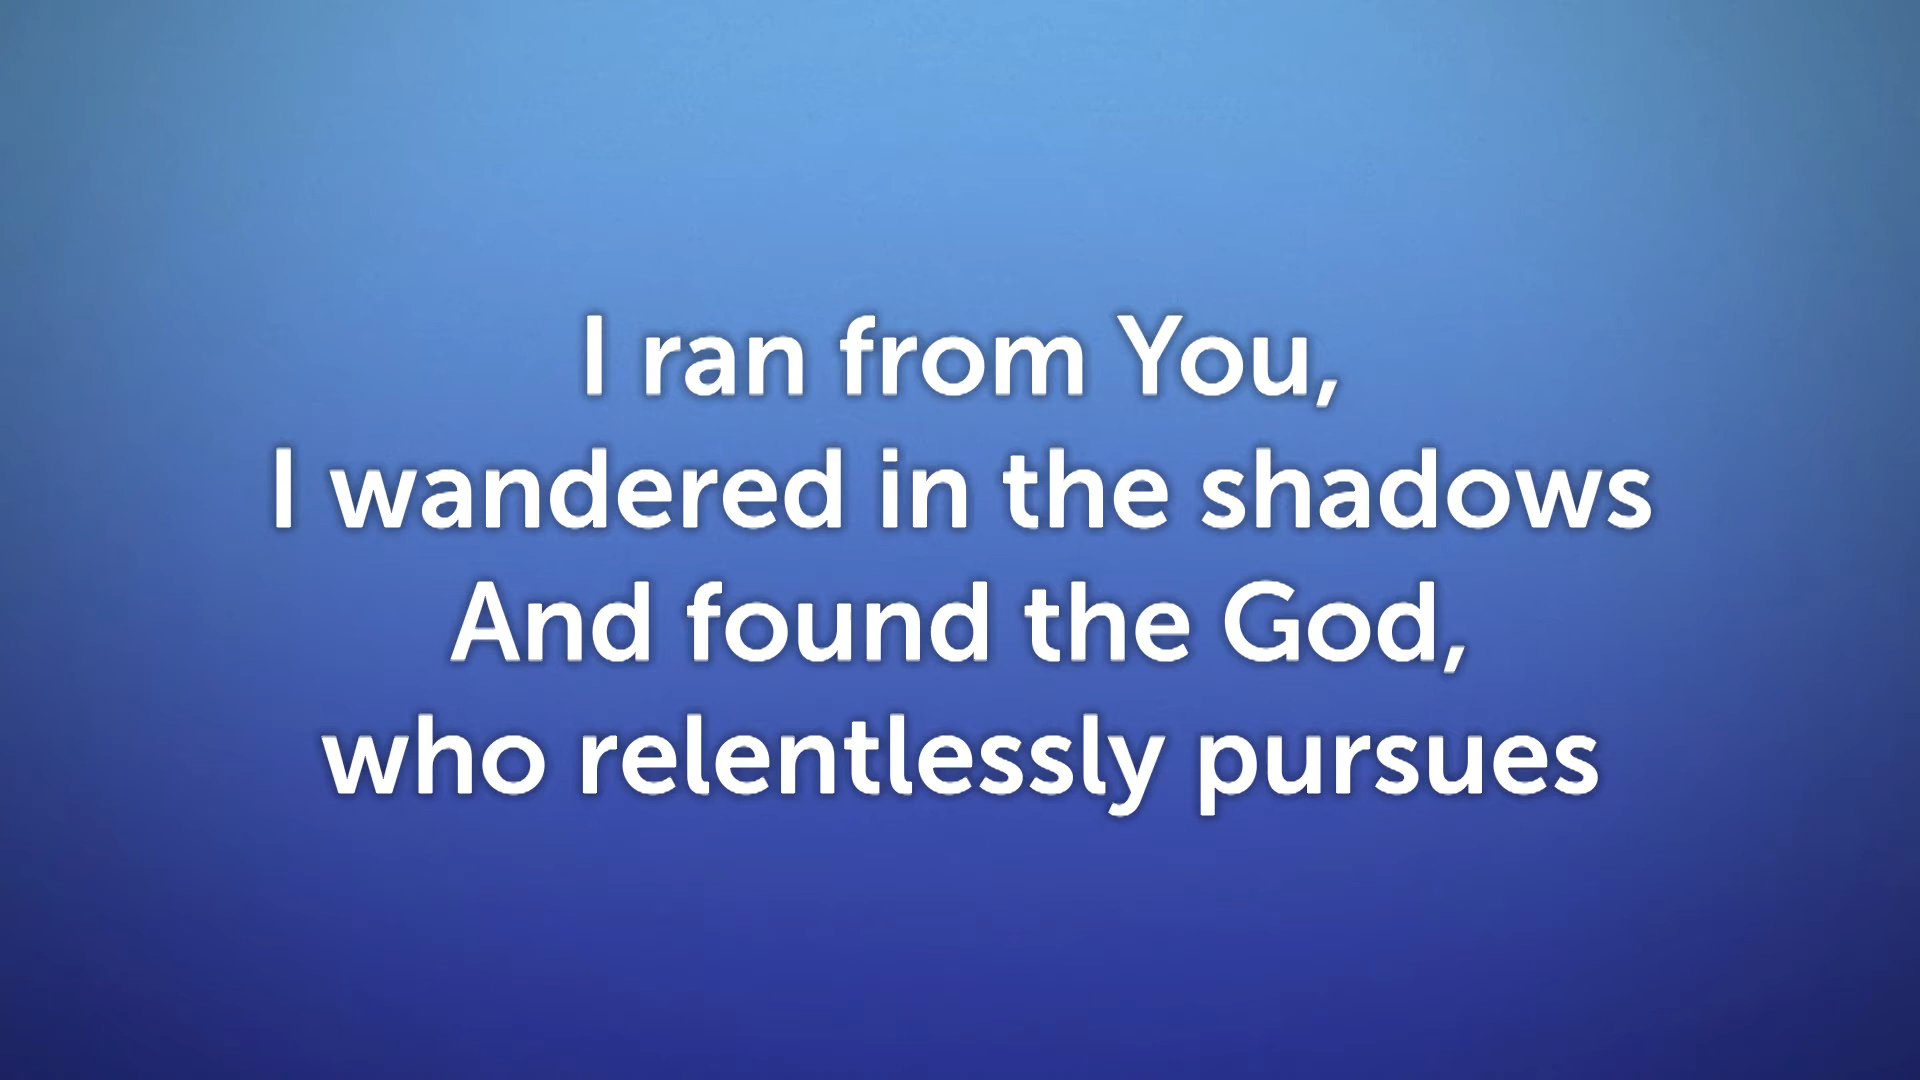 I ran from You,
I wandered in the shadows
And found the God,
who relentlessly pursues